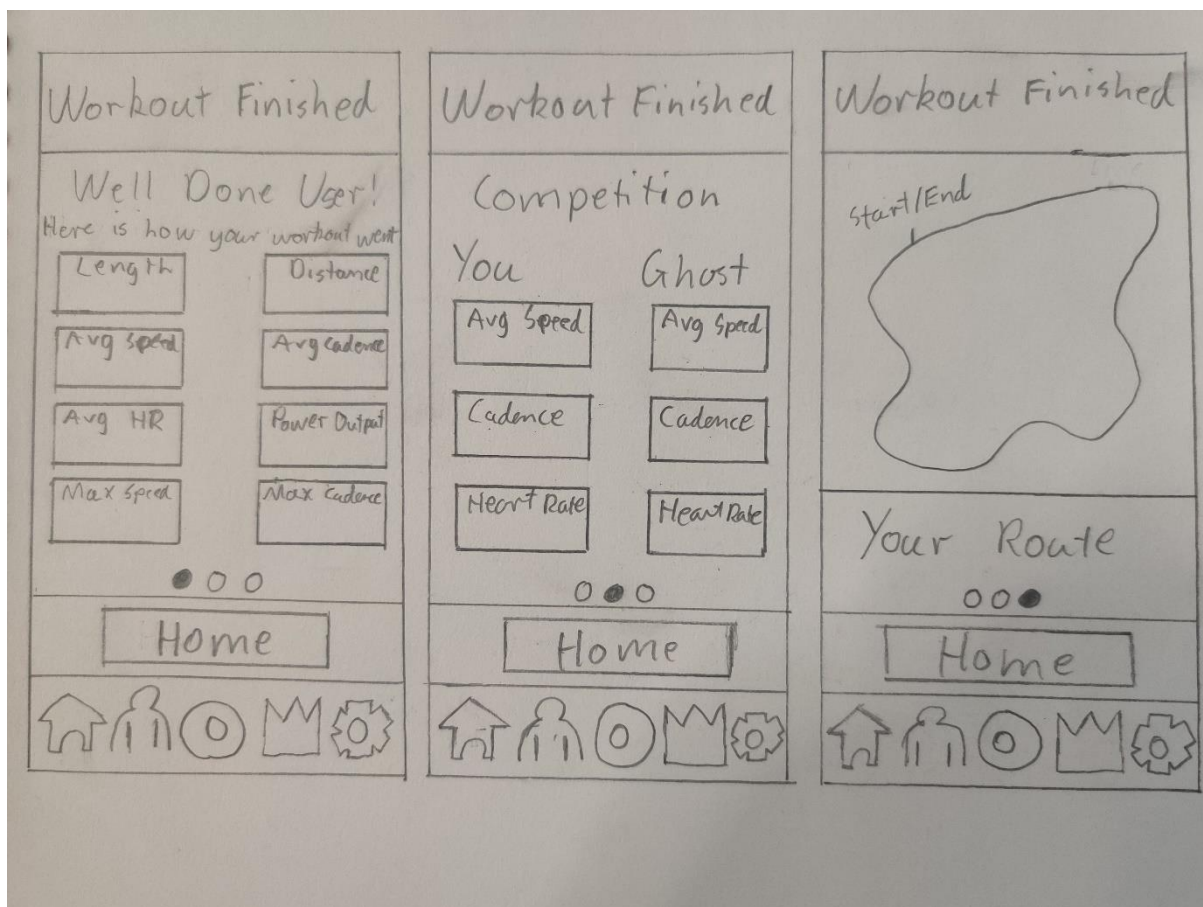 Workout Finished
Well Done User!
Here is how your workout went
Length
Distance
Avg Speed
Avg Cadence
Avg HR
Power Output
Max Speed
Max Cadence
Home
Workout Finished
Competition
You
Ghost
Avg Speed
Avg Speed
Cadence
Cadence
Heart Rate
Heart Rate
Home
Workout Finished
Start/End
Your Route
Home